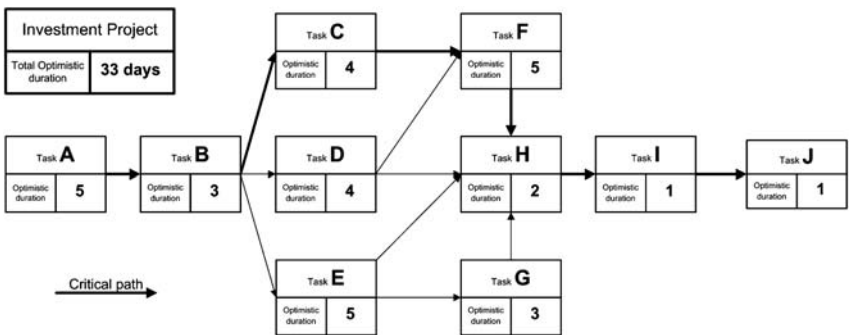 Investment Project
Total Optimistic
duration
33 days
Task C
Optimistic
duration
4
Task F
Optimistic
duration
5
Task A
Optimistic
duration
5
Task B
Optimistic
duration
3
Task D
Optimistic
duration
4
Task H
Optimistic
duration
2
Task I
Optimistic
duration
1
Task J
Optimistic
duration
1
Task E
Optimistic
duration
5
Task G
Optimistic
duration
3
Critical path